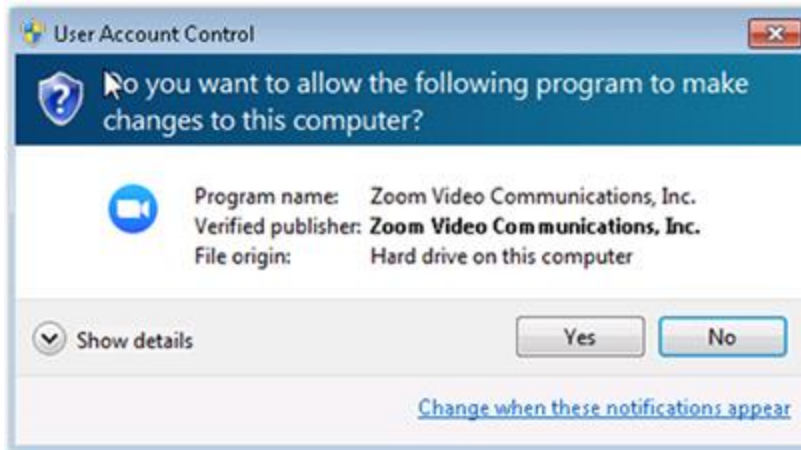 User Account Control
Do you want to allow the following program to make
changes to this computer?
Program name: Zoom Video Communications, Inc.
Verified publisher: Zoom Video Communications, Inc.
File origin: Hard drive on this computer
Show details
Yes
No
Change when these notifications appear